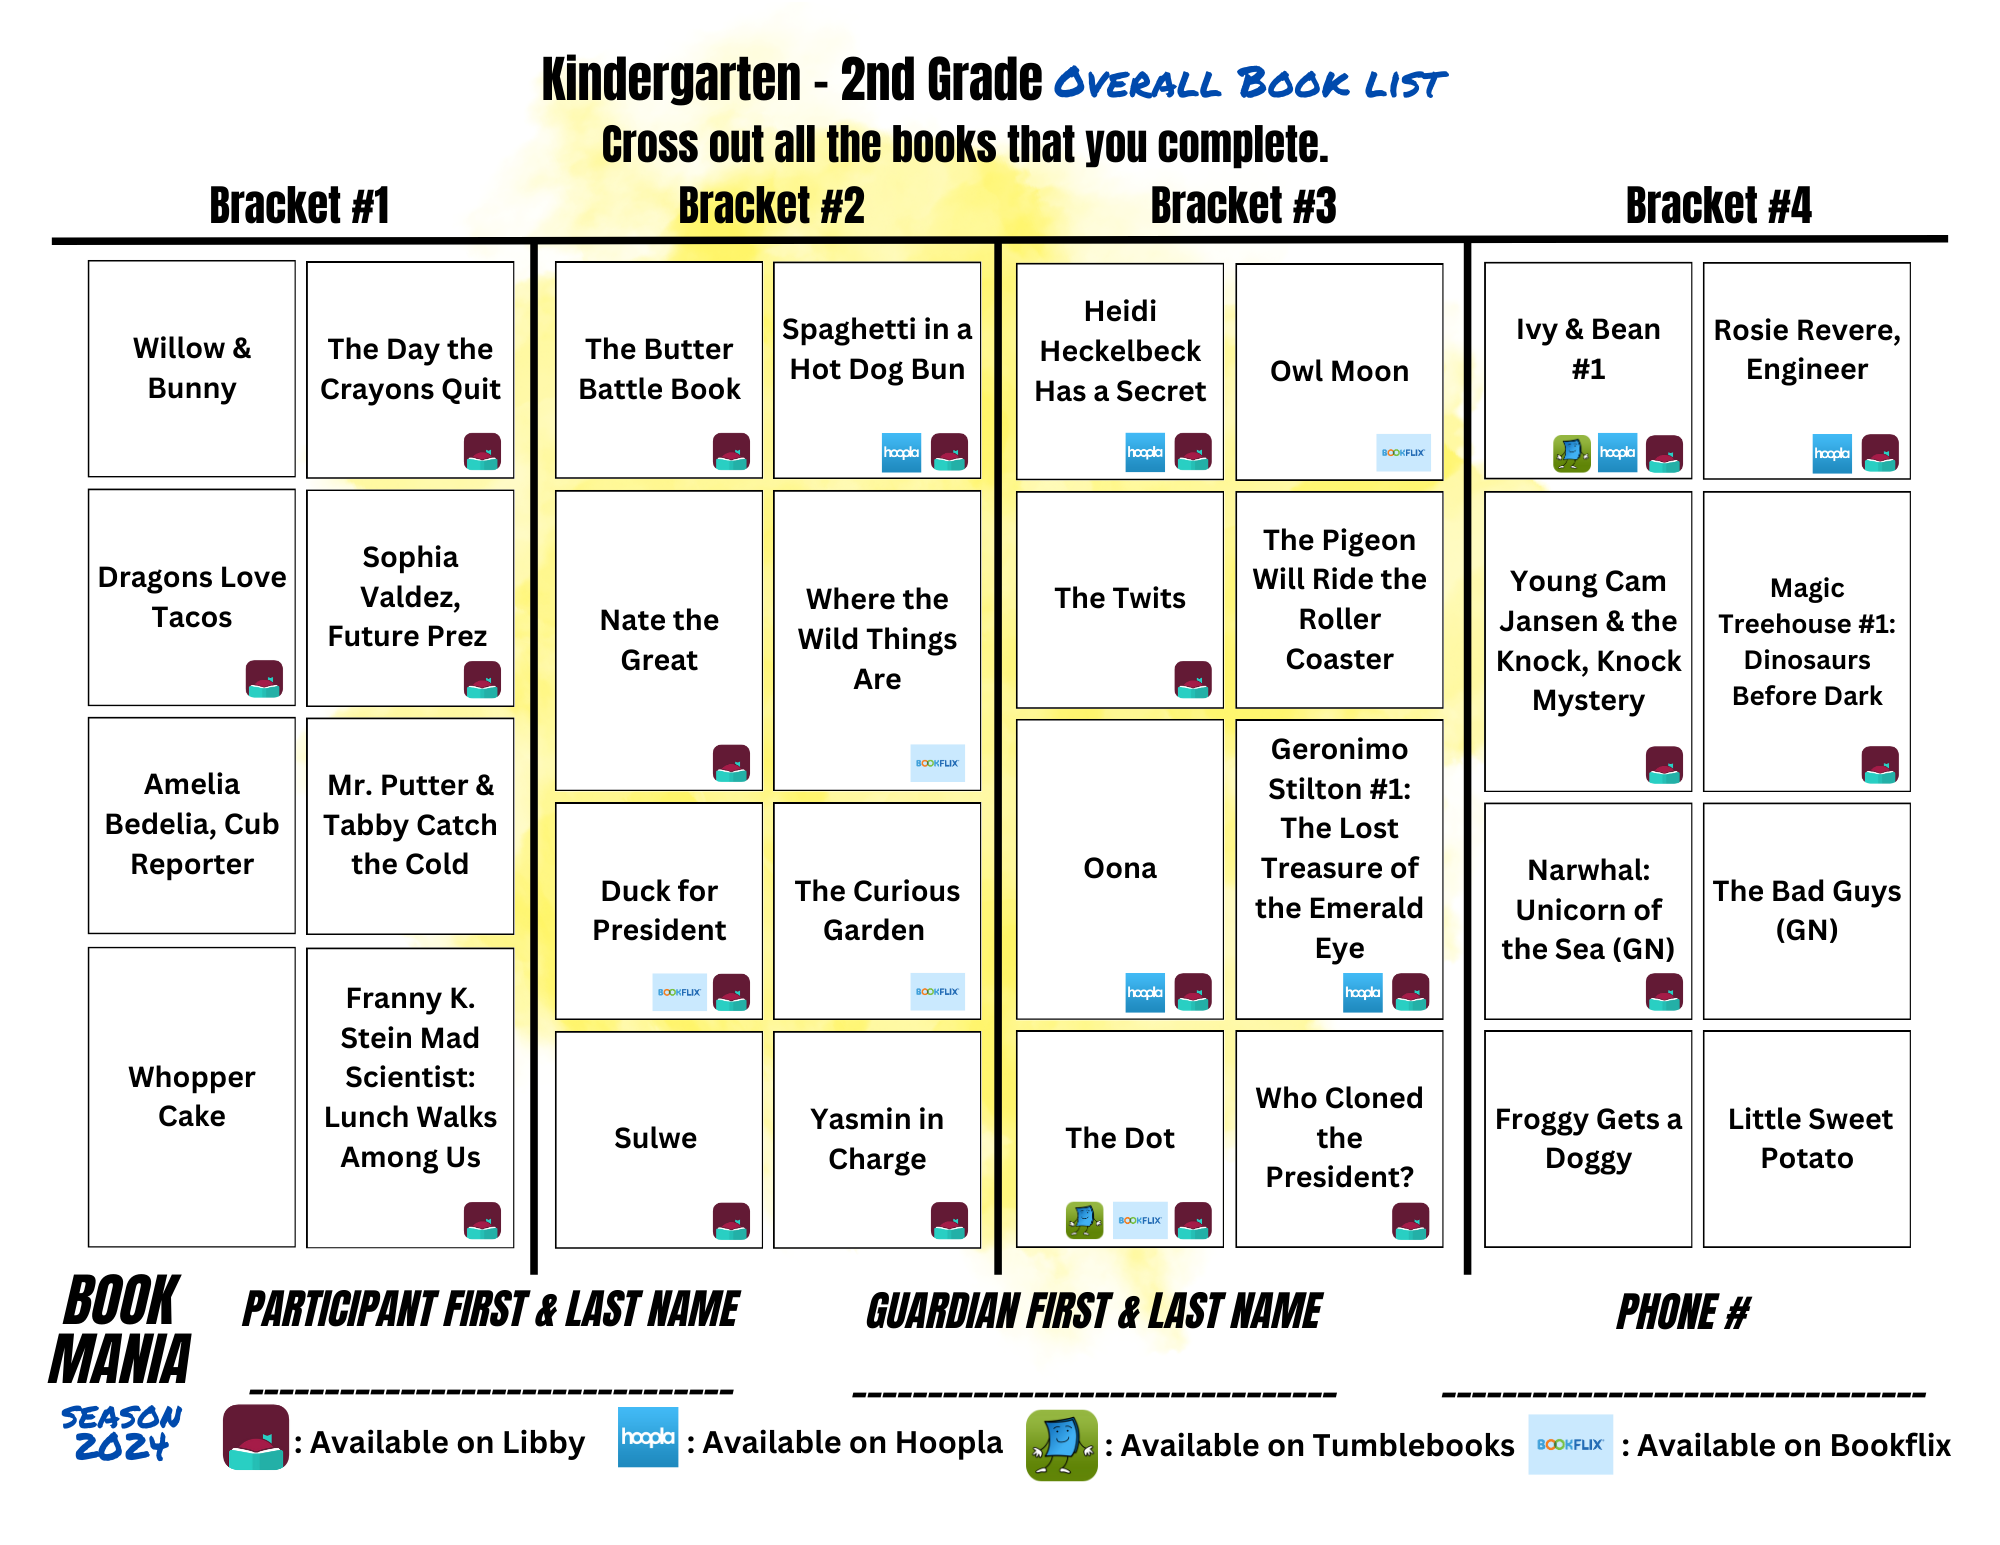 Kindergarten - 2nd Grade Overall Book list
Cross out all the books that you complete.
Bracket #1
Bracket #2
Bracket #3
Bracket #4
Willow &
Bunny
The Day the
Crayons Quit
Dragons Love
Tacos
Sophia
Valdez,
Future Prez
Amelia
Bedelia, Cub
Reporter
Mr. Putter &
Tabby Catch
the Cold
Whopper
Cake
Franny K.
Stein Mad
Scientist:
Lunch Walks
Among Us
The Butter
Battle Book
Spaghetti in a
Hot Dog Bun
hoopla
Nate the
Great
Where the
Wild Things
Are
BOOKFLIX
Duck for
President
BOOKFLIX
The Curious
Garden
BOOKFLIX
Sulwe
Yasmin in
Charge
Heidi
Heckelbeck
Has a Secret
hoopla
Owl Moon
BOOKFLIX
The Twits
The Pigeon
Will Ride the
Roller
Coaster
Oona
hoopla
Geronimo
Stilton #1:
The Lost
Treasure of
the Emerald
Eye
hoopla
The Dot
BOOKFLIX
Who Cloned
the
President?
Ivy & Bean
#1
hoopla
Rosie Revere,
Engineer
hoopla
Young Cam
Jansen & the
Knock, Knock
Mystery
Magic
Treehouse #1:
Dinosaurs
Before Dark
Narwhal:
Unicorn of
the Sea (GN)
The Bad Guys
(GN)
Froggy Gets a
Doggy
Little Sweet
Potato
BOOK
MANIA
SEASON
2024
PARTICIPANT FIRST & LAST NAME
GUARDIAN FIRST & LAST NAME
PHONE #
: Available on Libby
hoopla : Available on Hoopla
: Available on Tumblebooks
BOOKFLIX : Available on Bookflix